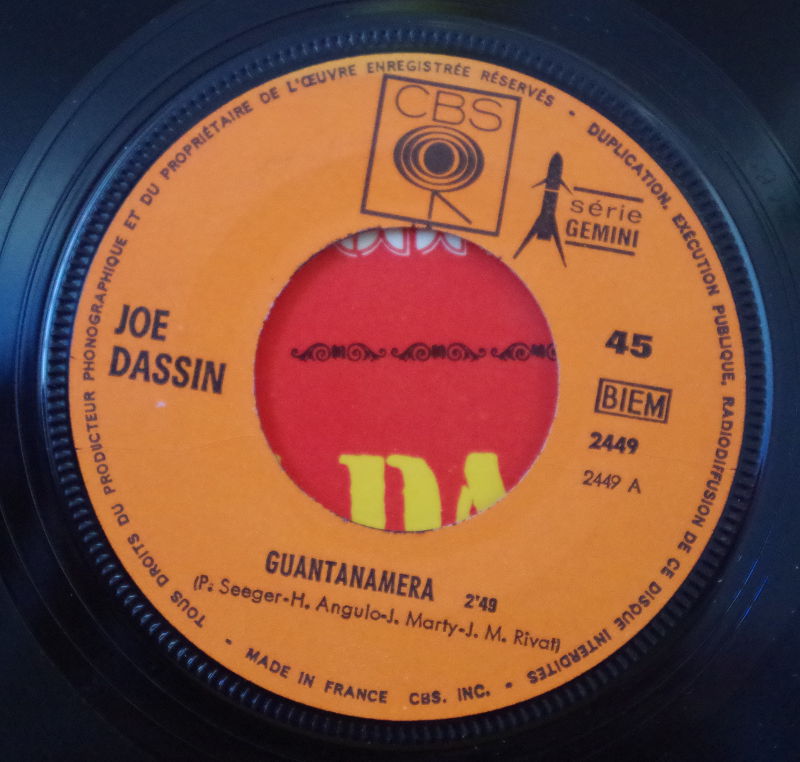 TOUS DROITS DU PRODUCTEUR PHONOGRAPHIQUE ET DU PROPRIÉTAIRE DE L'ŒUVRE ENREGISTRÉE RÉSERVÉS - DUPLICATION, EXÉCUTION PUBLIQUE, RADIODIFFUSION DE CE DISQUE INTERDITES -
CBS
série
GEMINI
JOE
DASSIN
45
BIEM
2449
2449 A
DA
GUANTANAMERA 2'49
(P. Seeger-H. Angulo-J. Marty-J. M. Rivat)
- MADE IN FRANCE CBS. INC. -